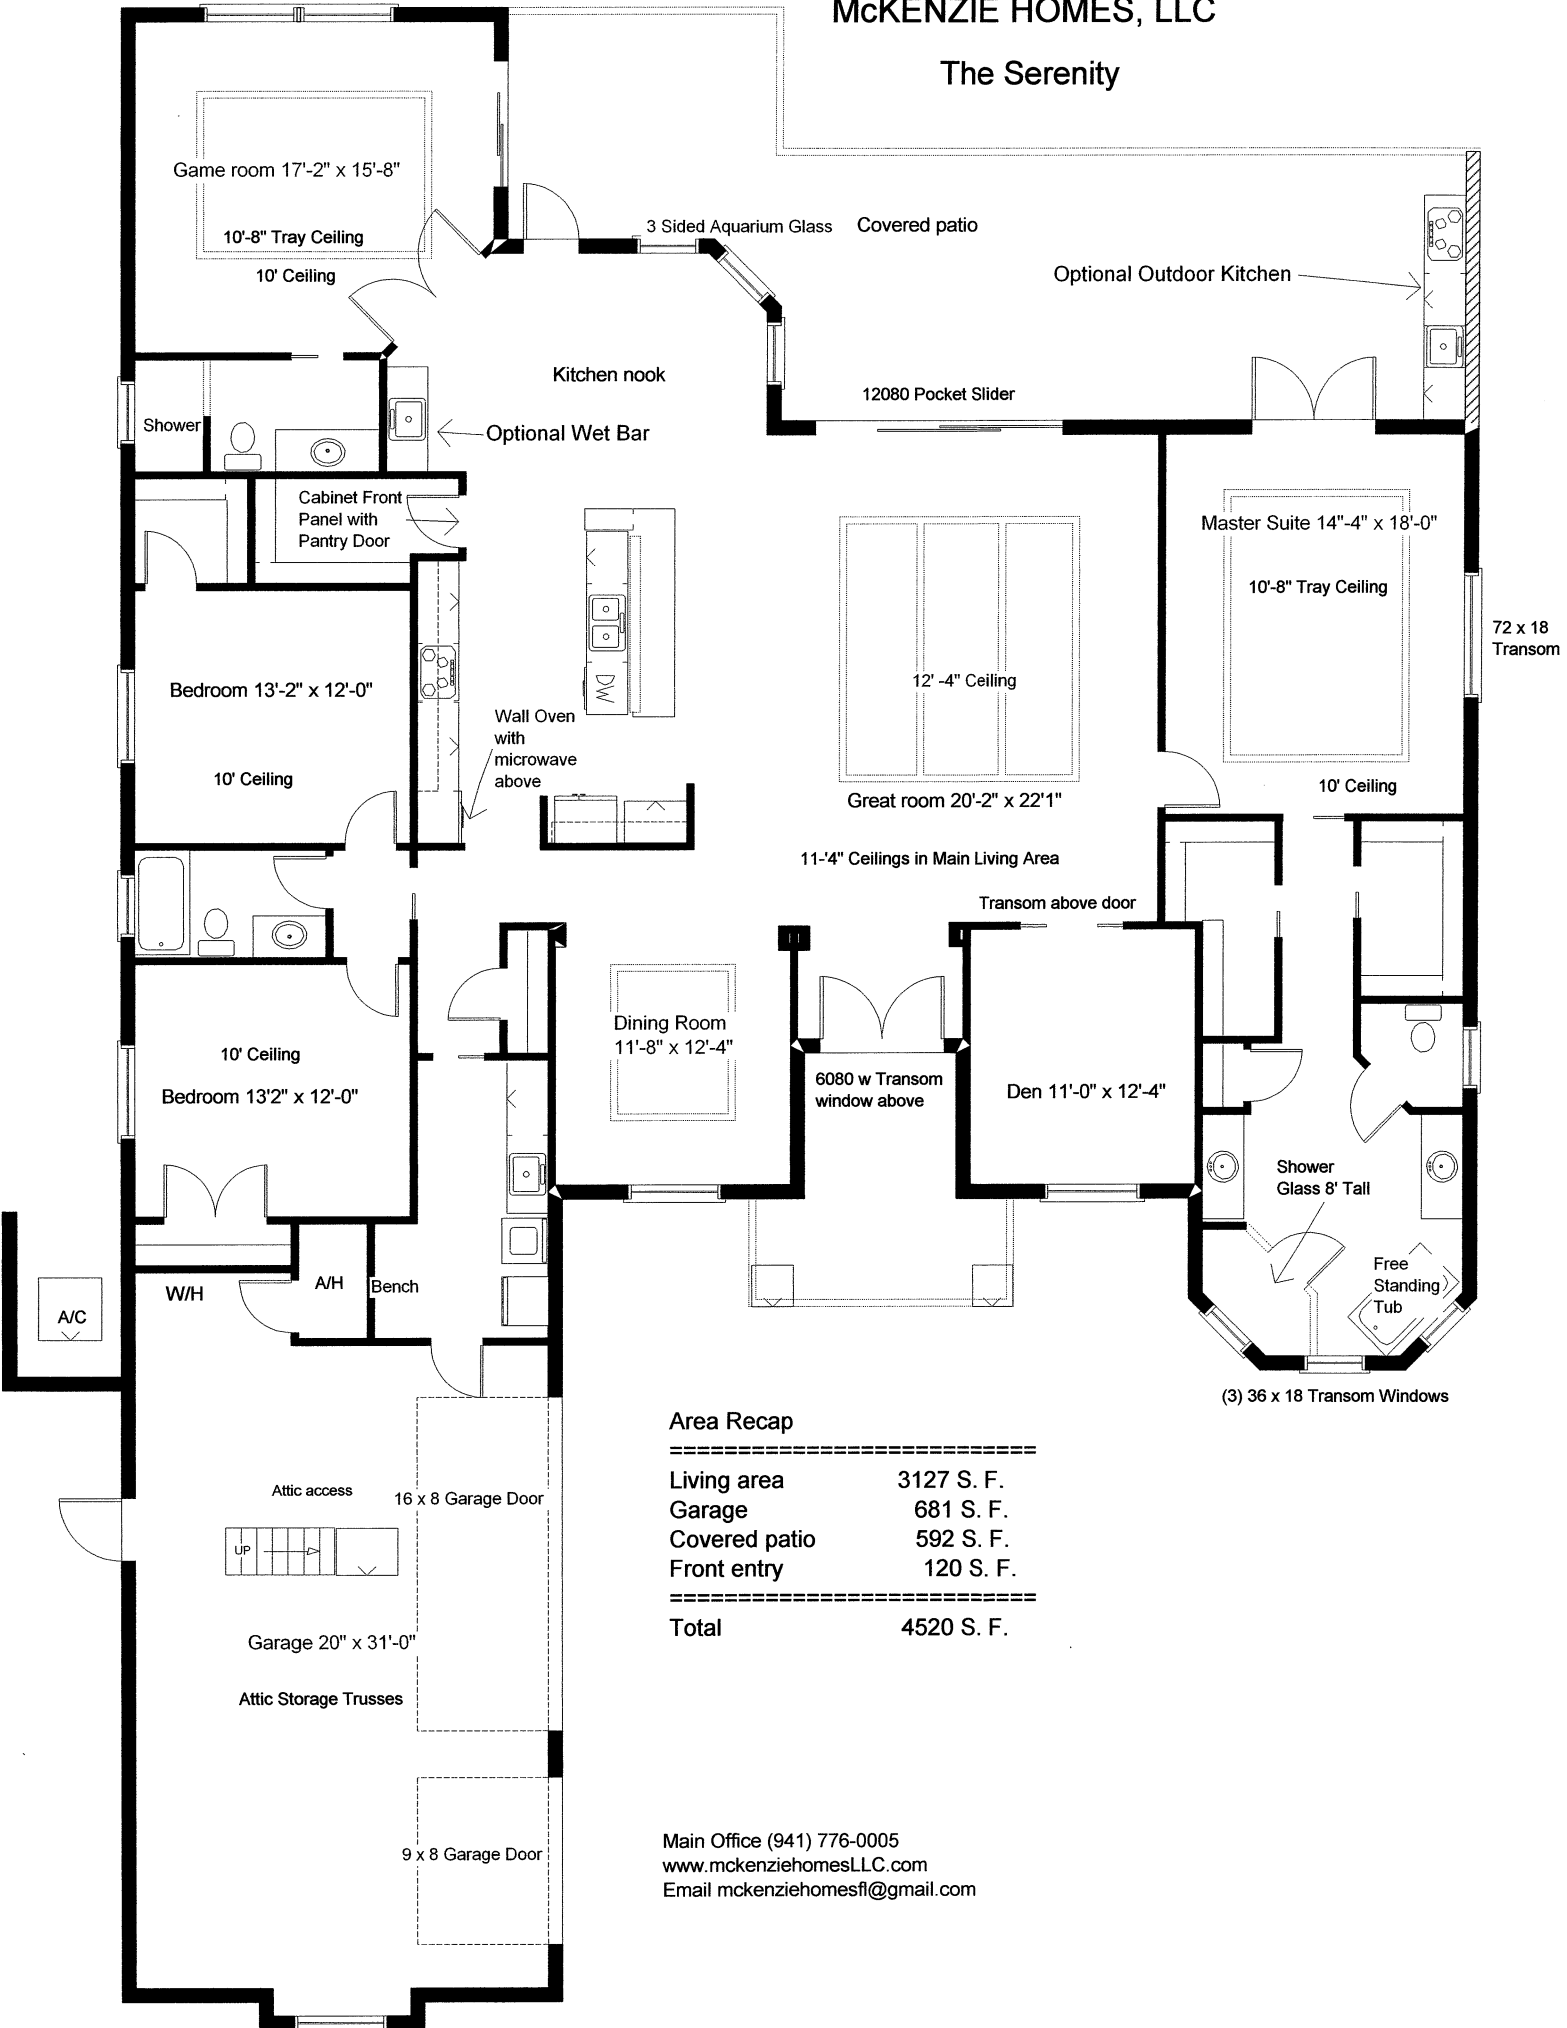 McKENZIE HOMES, LLC
The Serenity
Game room 17'-2" x 15'-8"
10'-8" Tray Ceiling
10' Ceiling
3 Sided Aquarium Glass
Covered patio
Optional Outdoor Kitchen
Kitchen nook
12080 Pocket Slider
Shower
Optional Wet Bar
Cabinet Front
Panel with
Pantry Door
Master Suite 14"-4" x 18'-0"
10'-8" Tray Ceiling
72 x 18
Transom
Bedroom 13'-2" x 12'-0"
10' Ceiling
DW
12' -4" Ceiling
Wall Oven
with
microwave
above
10' Ceiling
Great room 20'-2" x 22'1"
11-'4" Ceilings in Main Living Area
Transom above door
Dining Room
11'-8" x 12'-4"
10' Ceiling
Bedroom 13'2" x 12'-0"
6080 w Transom
window above
Den 11'-0" x 12'-4"
Shower
Glass 8' Tall
Free
Standing
Tub
W/H
A/H
Bench
A/C
(3) 36 x 18 Transom Windows
Area Recap
===========================
Living area 3127 S. F.
Garage 681 S. F.
Covered patio 592 S. F.
Front entry 120 S. F.
===========================
Total 4520 S. F.
Attic access
16 x 8 Garage Door
UP
Garage 20" x 31'-0"
Attic Storage Trusses
9 x 8 Garage Door
Main Office (941) 776-0005
www.mckenziehomesLLC.com
Email mckenziehomesfl@gmail.com